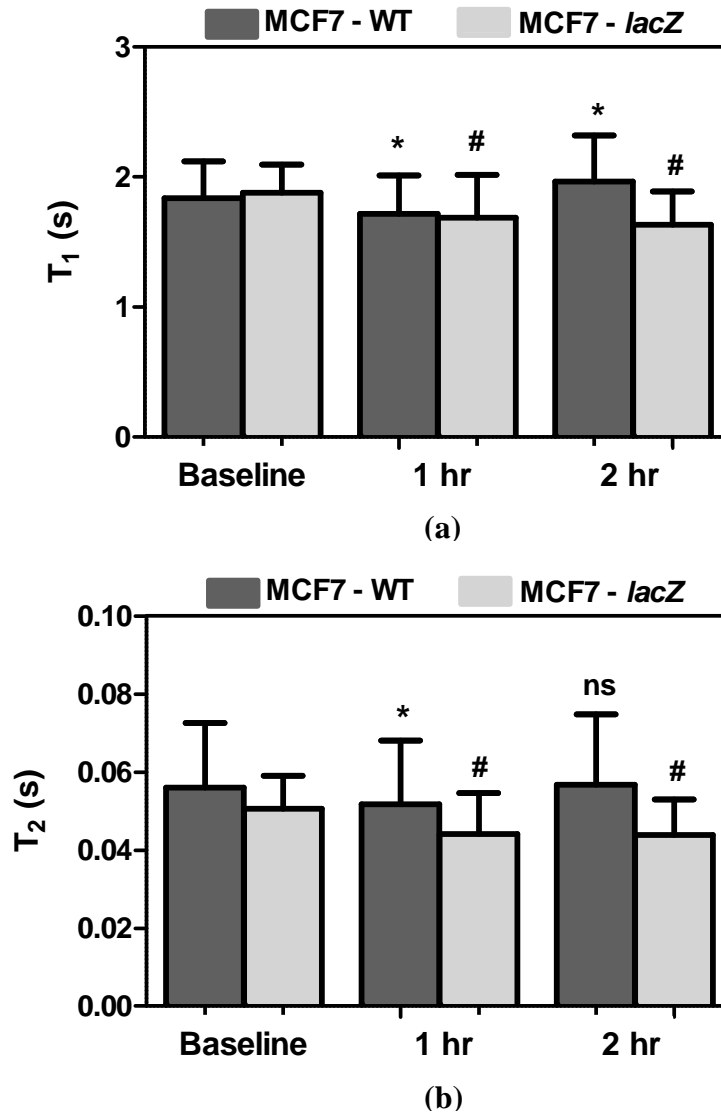 MCF7 - WT MCF7 - lacZ
3
* # * #
2
T1 (s)
1
0
Baseline 1 hr 2 hr
(a)
MCF7 - WT MCF7 - lacZ
0.10
0.08
* # ns #
0.06
T2 (s)
0.04
0.02
0.00
Baseline 1 hr 2 hr
(b)